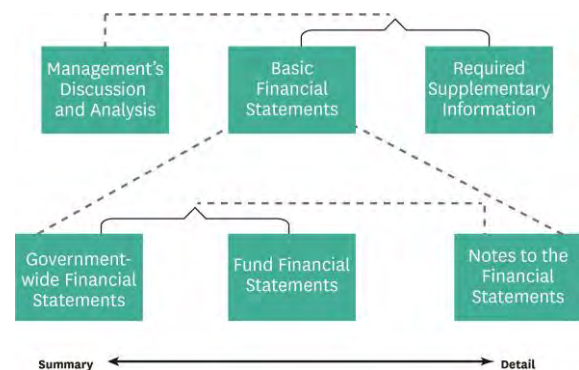 Management's
Discussion
and Analysis
Basic
Financial
Statements
Required
Supplementary
Information
Government-
wide Financial
Statements
Fund Financial
Statements
Notes to the
Financial
Statements
Summary
Detail